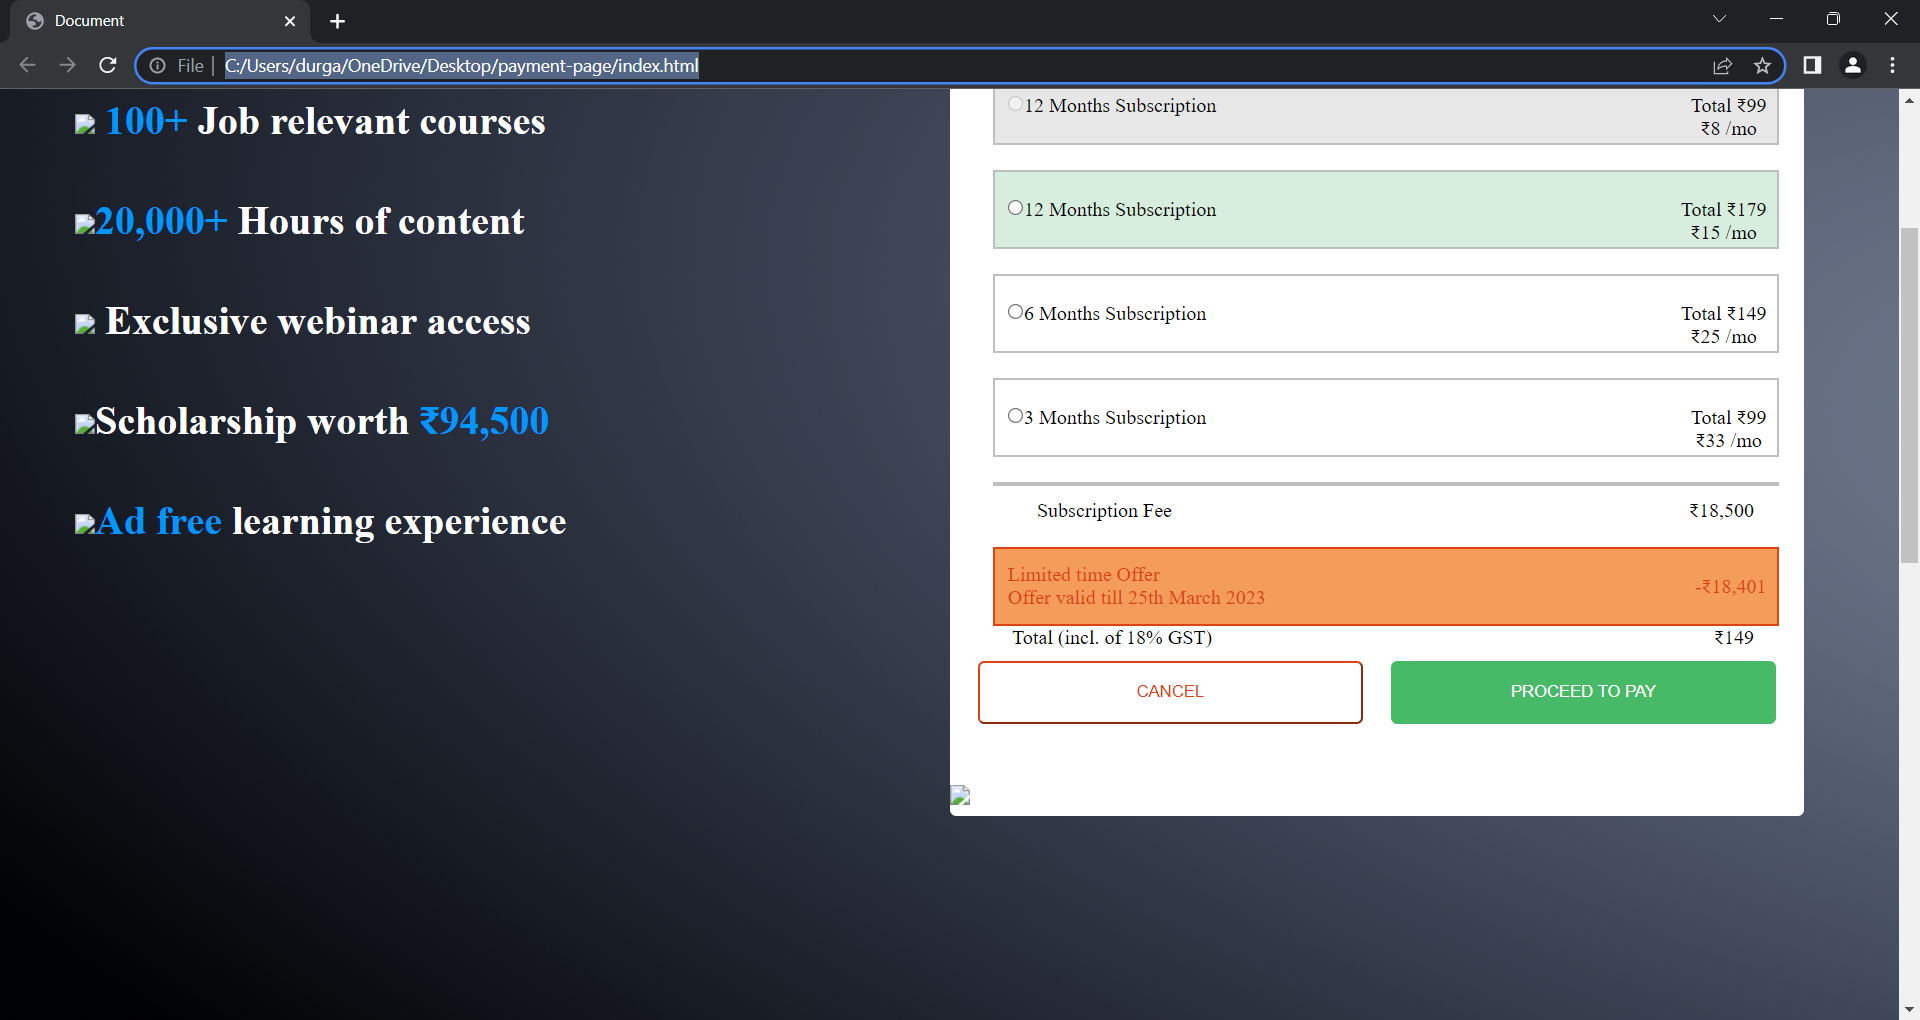 Document
File
C:/Users/durga/OneDrive/Desktop/payment-page/index.html
100+ Job relevant courses
20,000+ Hours of content
Exclusive webinar access
Scholarship worth ₹94,500
Ad free learning experience
12 Months Subscription Total ₹99
₹8 /mo
12 Months Subscription Total ₹179
₹15 /mo
6 Months Subscription Total ₹149
₹25 /mo
3 Months Subscription Total ₹99
₹33 /mo
Subscription Fee ₹18,500
Limited time Offer
Offer valid till 25th March 2023
-₹18,401
Total (incl. of 18% GST) ₹149
CANCEL
PROCEED TO PAY